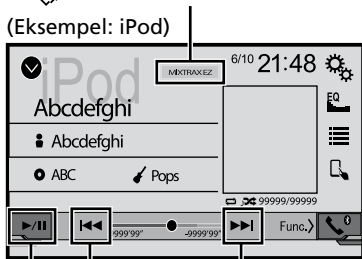 (Eksempel: iPod)
iPod
MIXTRAX EZ
6/10 21:48
Abcdefghi
EQ
Abcdefghi
ABC Pops
99999/99999
9999'99" -9999'99"
Func.